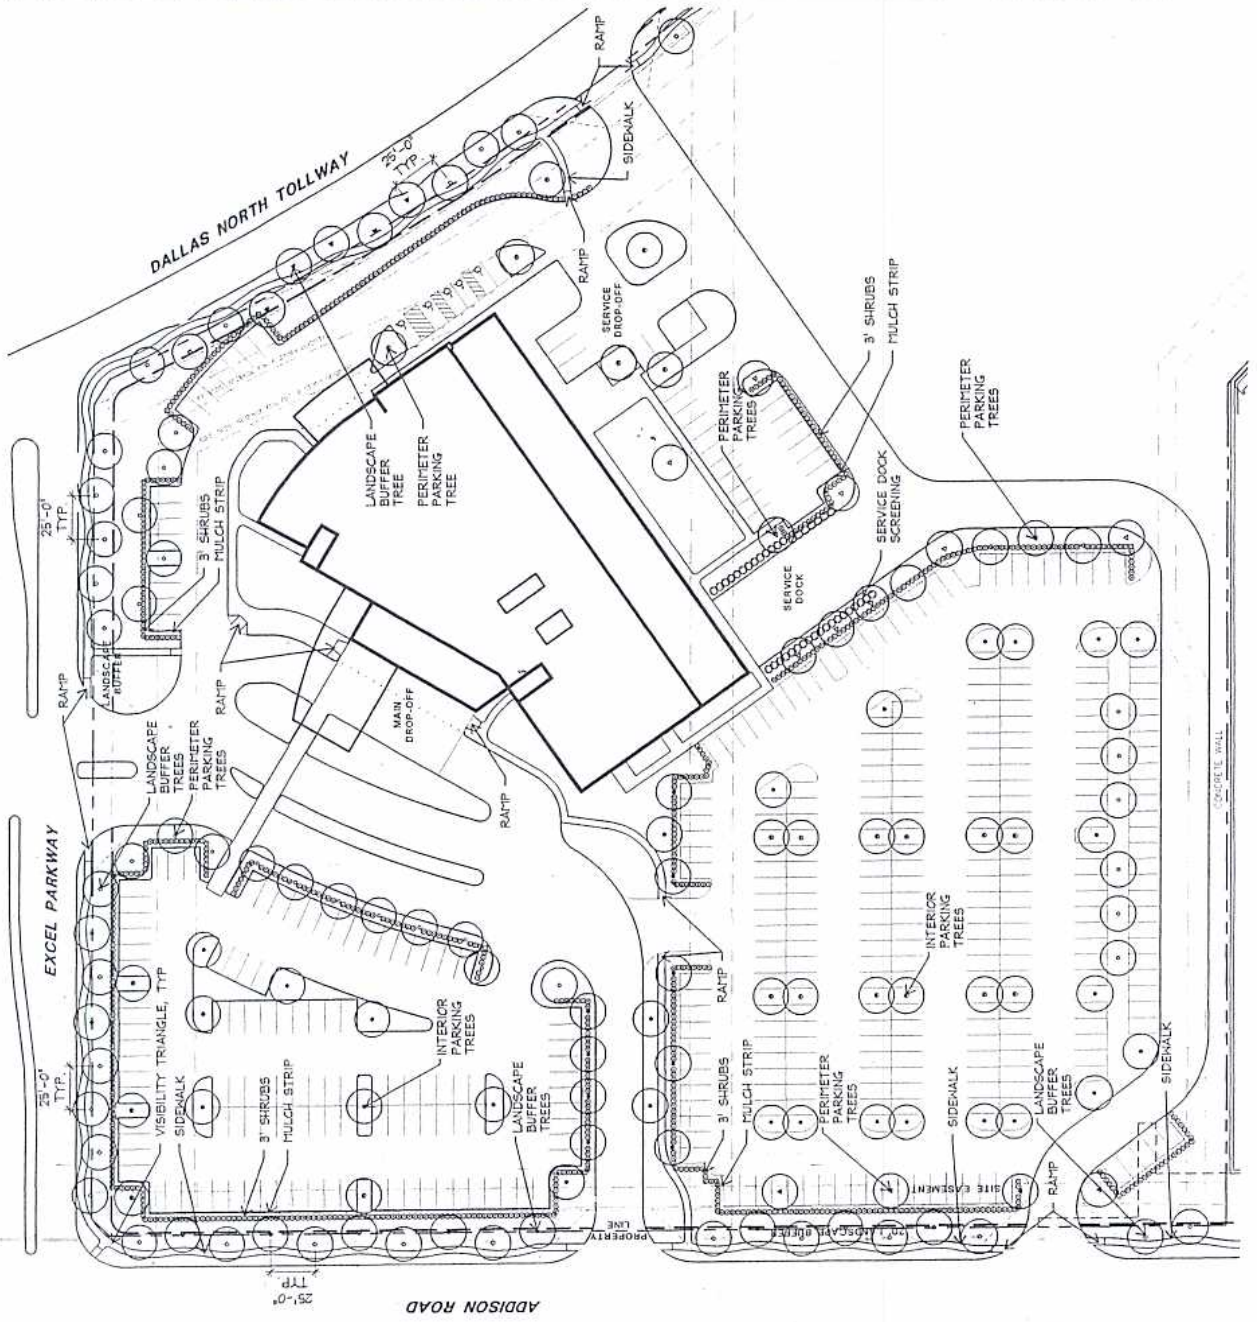 RAMP
SIDEWALK
25'-0"
TYP.
DALLAS NORTH TOLLWAY
RAMP
SERVICE
DROP-OFF
3' SHRUBS
MULCH STRIP
PERIMETER
PARKING
TREES
PERIMETER
PARKING
TREES
LANDSCAPE
BUFFER
TREE
PERIMETER
PARKING
TREE
25'-0"
TYP.
3' SHRUBS
MULCH STRIP
SERVICE DOCK
SCREENING
SERVICE
DOCK
LANDSCAPE
BUFFER
RAMP
RAMP
MAIN
DROP-OFF
LANDSCAPE
BUFFER
TREES
PERIMETER
PARKING
TREES
RAMP
CONCRETE WALL
EXCEL PARKWAY
INTERIOR
PARKING
TREES
RAMP
VISIBILITY TRIANGLE, TYP
SIDEWALK
INTERIOR
PARKING
TREES
25'-0"
TYP.
3' SHRUBS
MULCH STRIP
LANDSCAPE
BUFFER
TREES
3' SHRUBS
MULCH STRIP
PERIMETER
PARKING
TREES
SIDEWALK
LANDSCAPE
BUFFER
TREES
SIDEWALK
RAMP
SITE EASEMENT
PROPERTY
LINE
20' LANDSCAPE BUFFER
25'-0"
TYP
ADDISON ROAD